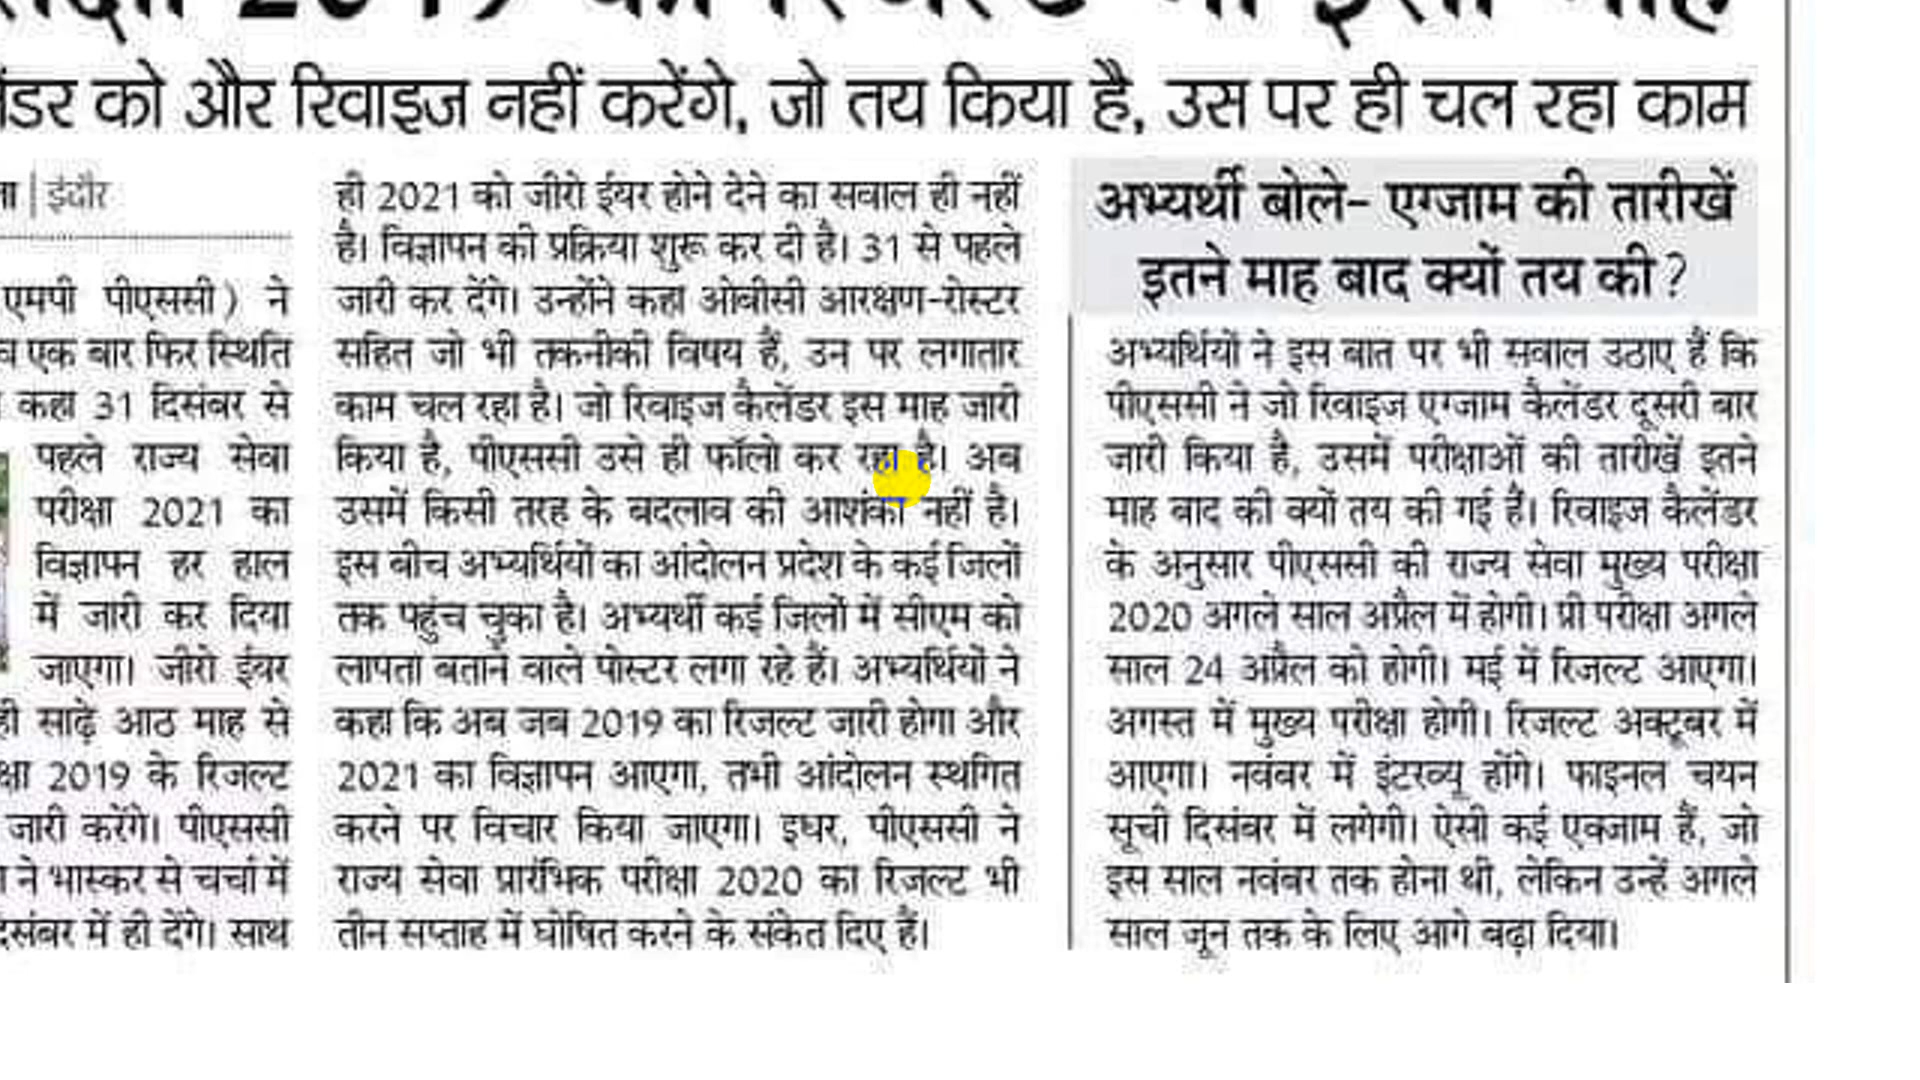 2019 का रिजल्ट भी इसी माह
लेंडर को और रिवाइज नहीं करेंगे, जो तय किया है, उस पर ही चल रहा काम
इंदौर
एमपी पीएससी) ने
एक बार फिर स्थिति
कहा 31 दिसंबर से
पहले राज्य सेवा
परीक्षा 2021 का
विज्ञापन हर हाल
में जारी कर दिया
जाएगा। जीरो ईयर
ही साढ़े आठ माह से
क्षा 2019 के रिजल्ट
जारी करेंगे। पीएससी
ने भास्कर से चर्चा में
दिसंबर में ही देंगे। साथ
ही 2021 को जीरो ईयर होने देने का सवाल ही नहीं
है। विज्ञापन की प्रक्रिया शुरू कर दी है। 31 से पहले
जारी कर देंगे। उन्होंने कहा ओबीसी आरक्षण-रोस्टर
सहित जो भी तकनीकी विषय हैं, उन पर लगातार
काम चल रहा है। जो रिवाइज कैलेंडर इस माह जारी
किया है, पीएससी उसे ही फॉलो कर रहा है। अब
उसमें किसी तरह के बदलाव की आशंका नहीं है।
इस बीच अभ्यर्थियों का आंदोलन प्रदेश के कई जिलों
तक पहुंच चुका है। अभ्यर्थी कई जिलों में सीएम को
लापता बताने वाले पोस्टर लगा रहे हैं। अभ्यर्थियों ने
कहा कि अब जब 2019 का रिजल्ट जारी होगा और
2021 का विज्ञापन आएगा, तभी आंदोलन स्थगित
करने पर विचार किया जाएगा। इधर, पीएससी ने
राज्य सेवा प्रारंभिक परीक्षा 2020 का रिजल्ट भी
तीन सप्ताह में घोषित करने के संकेत दिए हैं।
अभ्यर्थी बोले- एग्जाम की तारीखें
इतने माह बाद क्यों तय की?
अभ्यर्थियों ने इस बात पर भी सवाल उठाए हैं कि
पीएससी ने जो रिवाइज एग्जाम कैलेंडर दूसरी बार
जारी किया है, उसमें परीक्षाओं की तारीखें इतने
माह बाद की क्यों तय की गई हैं। रिवाइज कैलेंडर
के अनुसार पीएससी की राज्य सेवा मुख्य परीक्षा
2020 अगले साल अप्रैल में होगी। प्री परीक्षा अगले
साल 24 अप्रैल को होगी। मई में रिजल्ट आएगा।
अगस्त में मुख्य परीक्षा होगी। रिजल्ट अक्टूबर में
आएगा। नवंबर में इंटरव्यू होंगे। फाइनल चयन
सूची दिसंबर में लगेगी। ऐसी कई एक्जाम हैं, जो
इस साल नवंबर तक होना थी, लेकिन उन्हें अगले
साल जून तक के लिए आगे बढ़ा दिया।